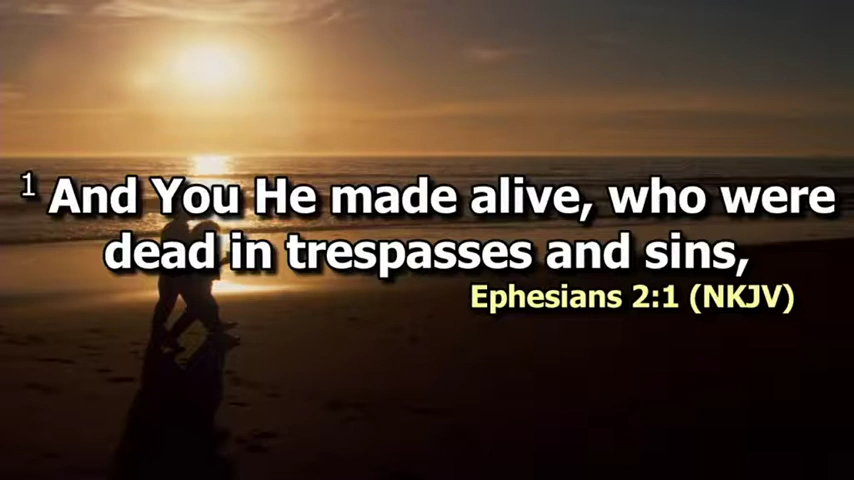 1 And You He made alive, who were
dead in trespasses and sins,
Ephesians 2:1 (NKJV)